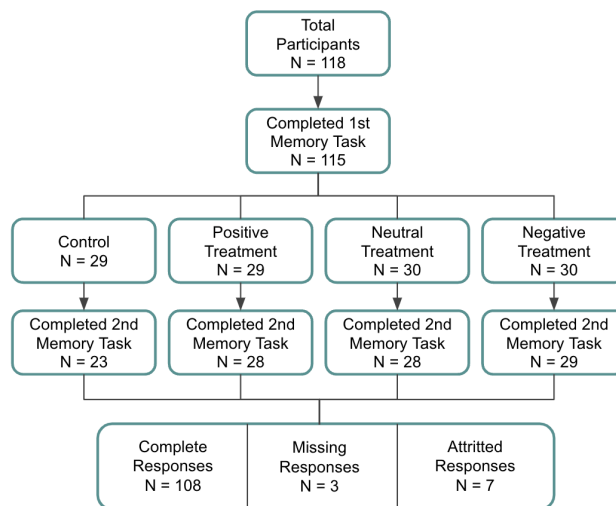 Total
Participants
N = 118
Completed 1st
Memory Task
N = 115
Control
N = 29
Positive
Treatment
N = 29
Neutral
Treatment
N = 30
Negative
Treatment
N = 30
Completed 2nd
Memory Task
N = 23
Completed 2nd
Memory Task
N = 28
Completed 2nd
Memory Task
N = 28
Completed 2nd
Memory Task
N = 29
Complete
Responses
N = 108
Missing
Responses
N = 3
Attritted
Responses
N = 7